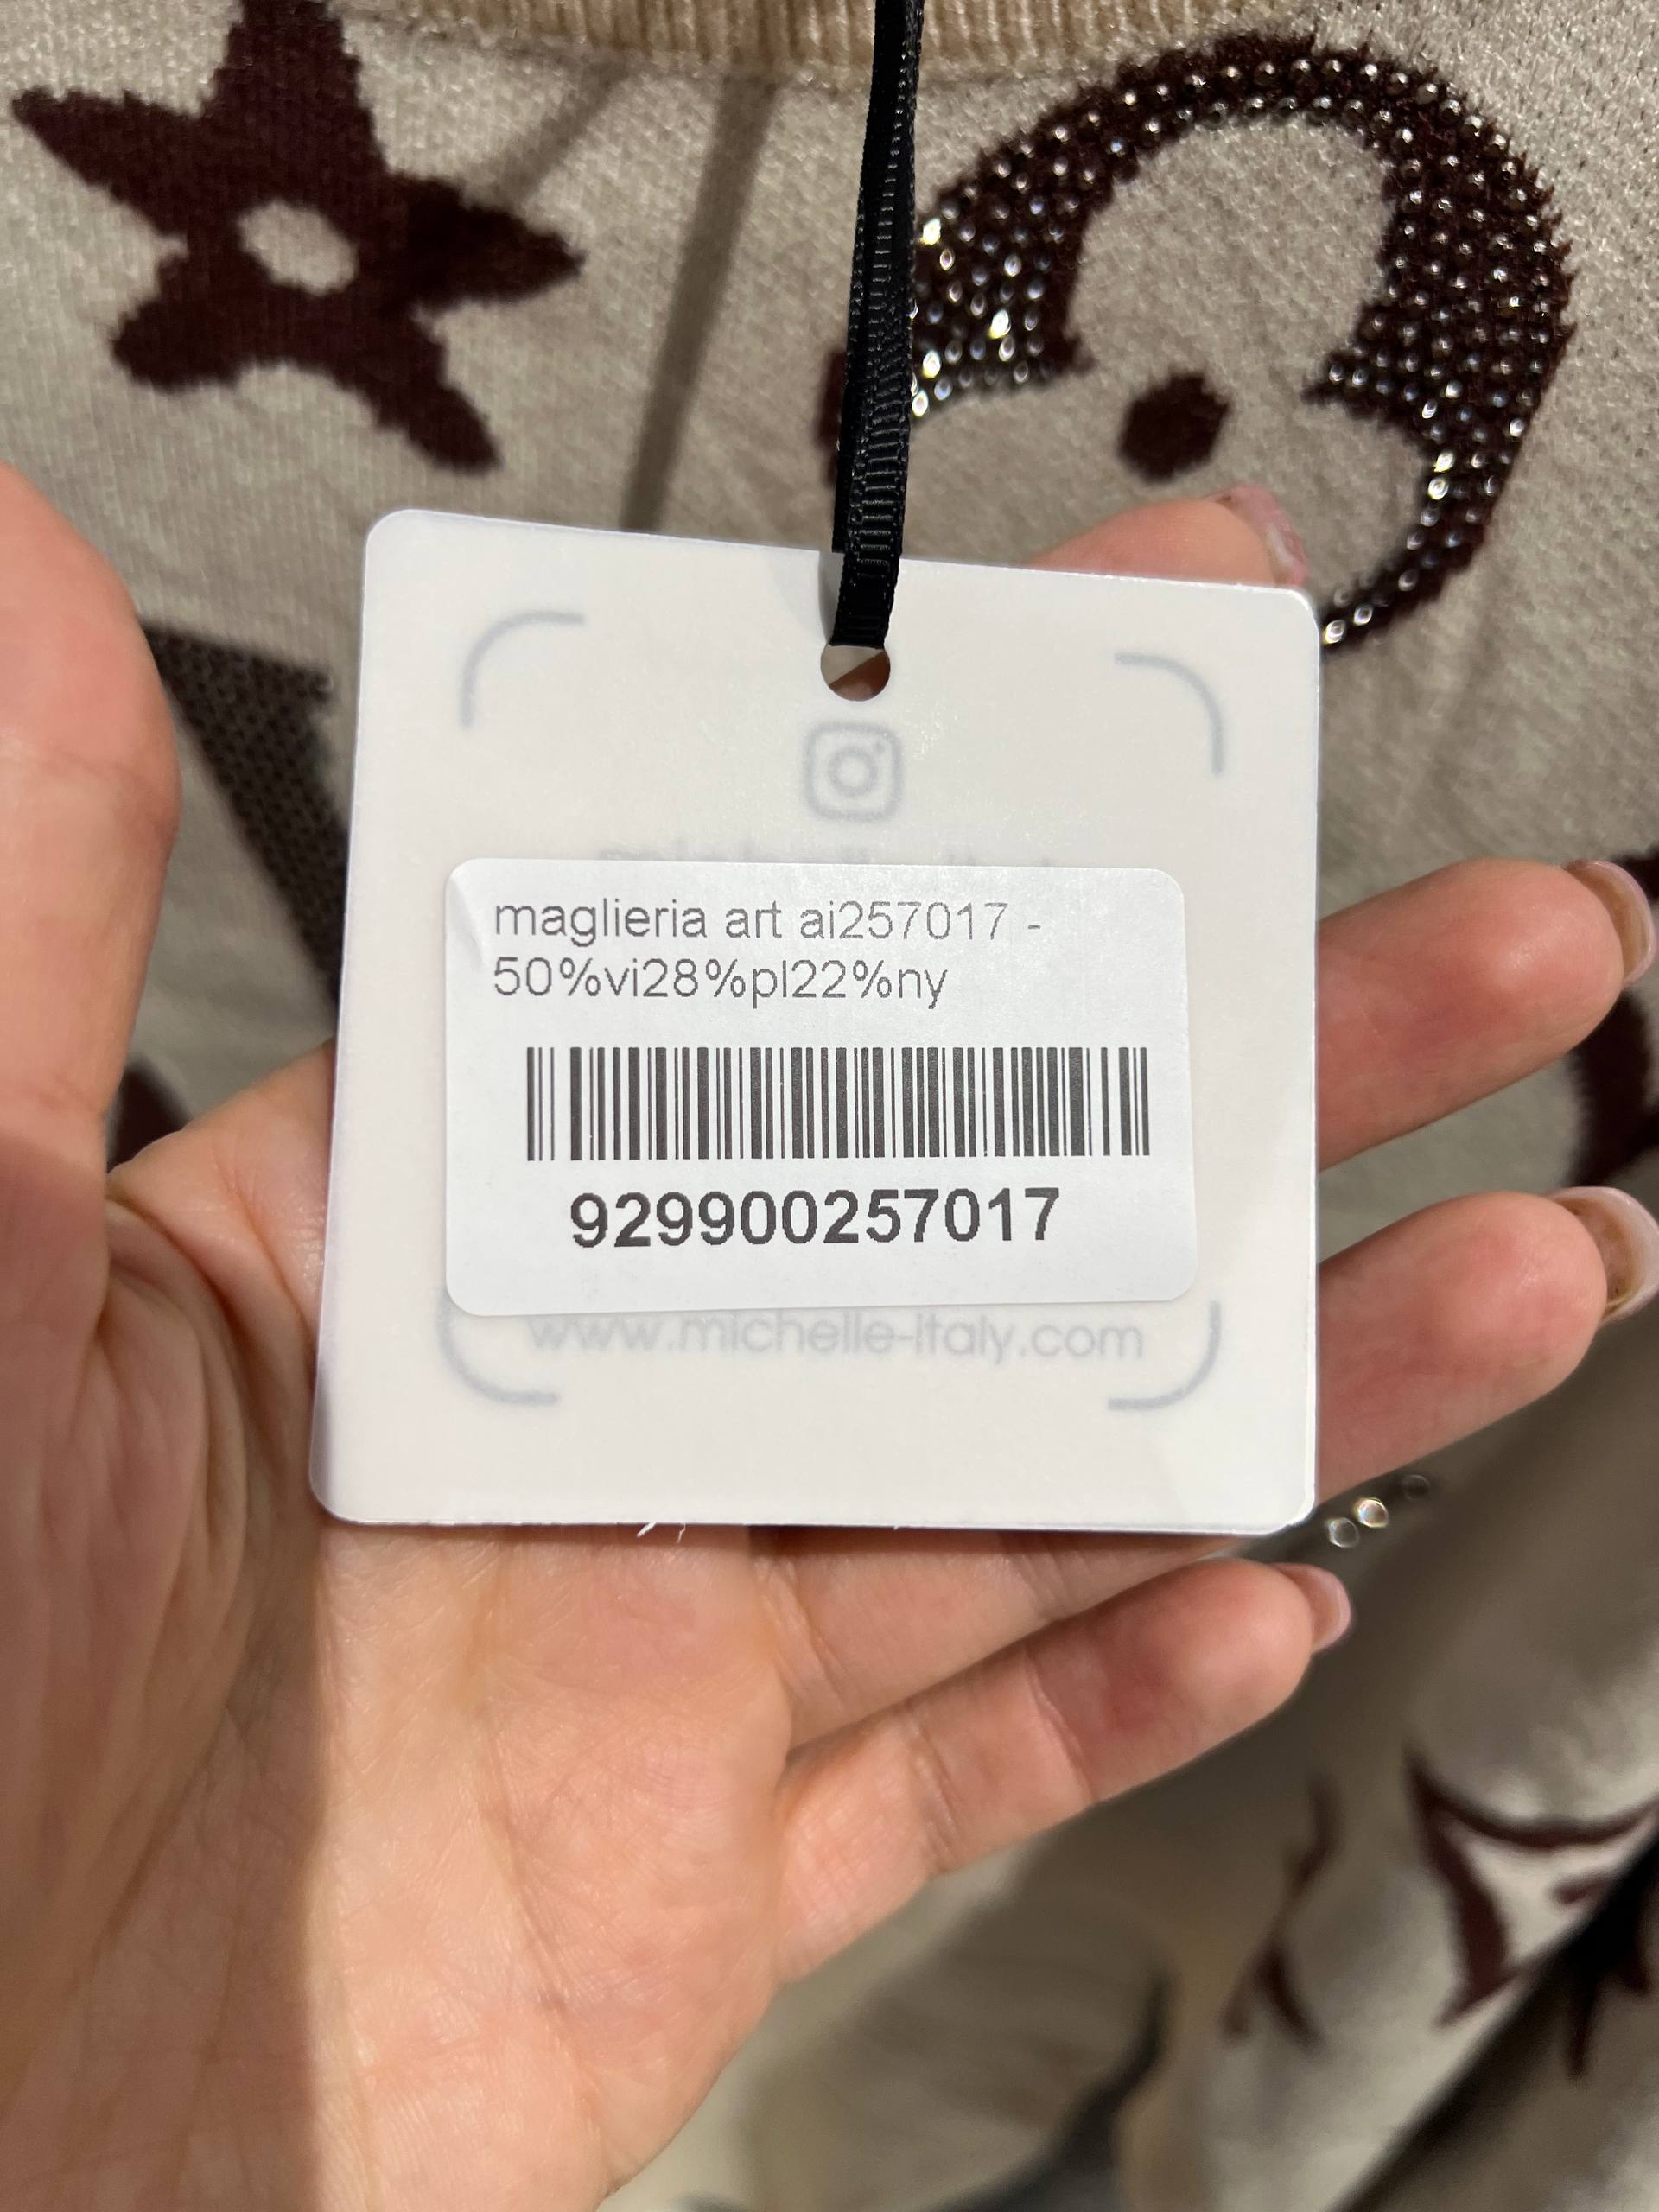 maglieria art ai257017 -
50%vi28%pl22%ny
929900257017
www.michelle-italy.com